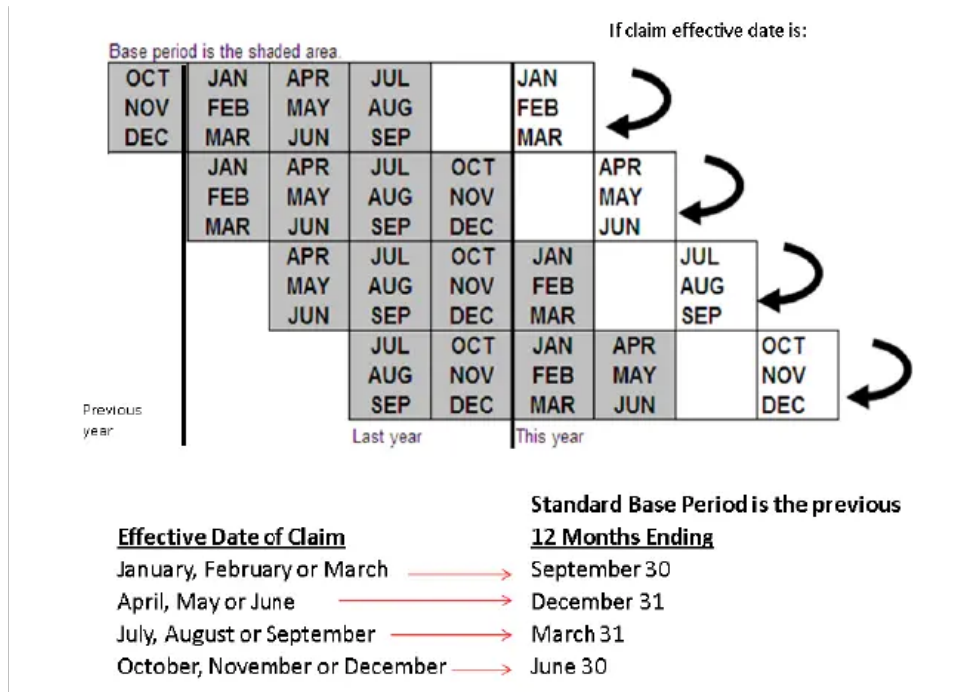 If claim effective date is:
Base period is the shaded area.
OCT JAN APR JUL JAN
NOV FEB MAY AUG FEB
DEC MAR JUN SEP MAR
JAN APR JUL OCT APR
FEB MAY AUG NOV MAY
MAR JUN SEP DEC JUN
APR JUL OCT JAN JUL
MAY AUG NOV FEB AUG
JUN SEP DEC MAR SEP
JUL OCT JAN APR OCT
AUG NOV FEB MAY NOV
SEP DEC MAR JUN DEC
Previous
year
Last year This year
Standard Base Period is the previous
Effective Date of Claim 12 Months Ending
January, February or March September 30
April, May or June December 31
July, August or September March 31
October, November or December June 30